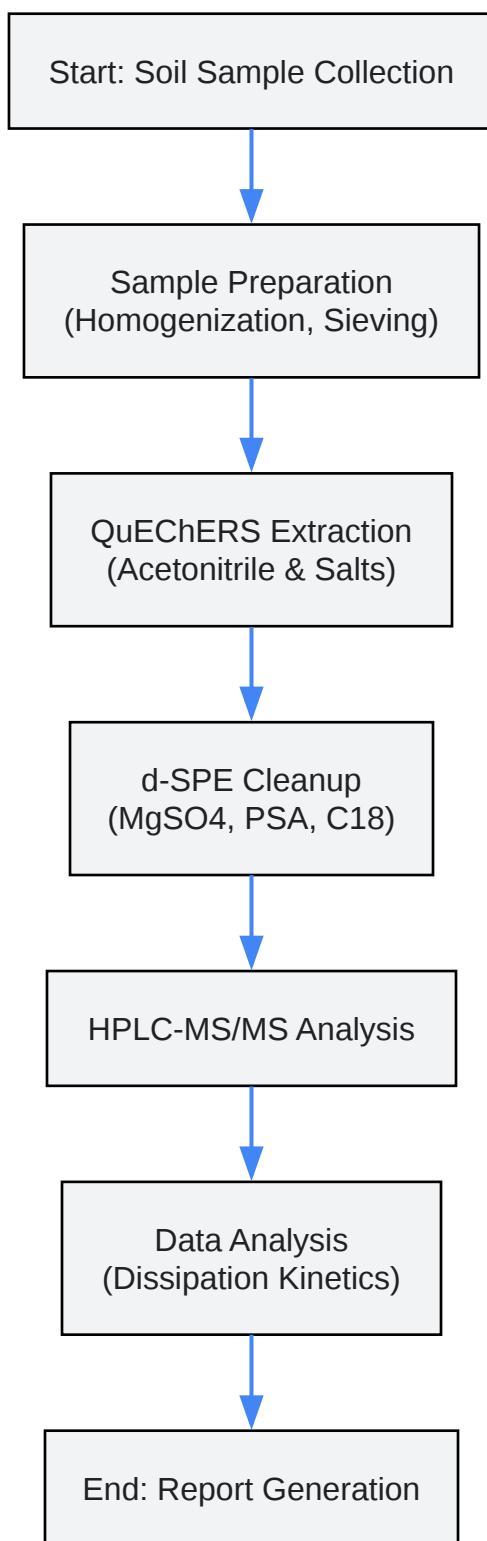 Start: Soil Sample Collection
Sample Preparation
(Homogenization, Sieving)
QuEChERS Extraction
(Acetonitrile & Salts)
d-SPE Cleanup
(MgSO4, PSA, C18)
HPLC-MS/MS Analysis
Data Analysis
(Dissipation Kinetics)
End: Report Generation